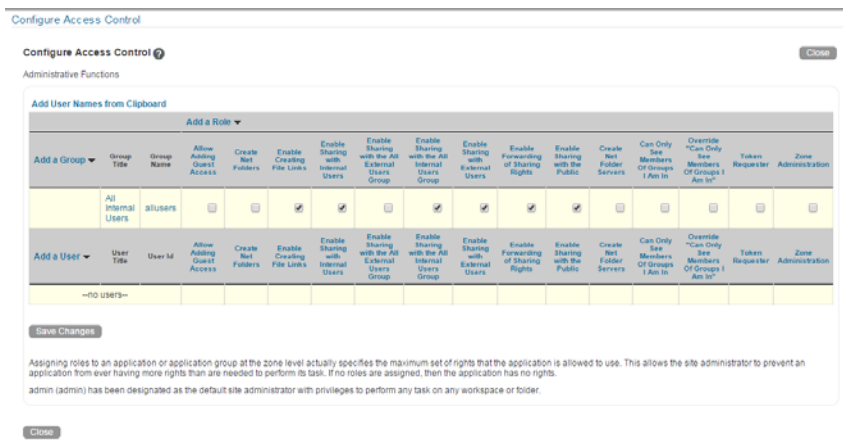 Configure Access Control
Configure Access Control ?
Close
Administrative Functions
Add User Names from Clipboard
Add a Role
Add a Group
Group Title
Group Name
Allow Adding Guest Access
Create Net Folders
Enable Creating File Links
Enable Sharing with Internal Users
Enable Sharing with the All External Users Group
Enable Sharing with the All Internal Users Group
Enable Sharing with External Users
Enable Forwarding of Sharing Rights
Enable Sharing with the Public
Create Net Folder Servers
Can Only See Members Of Groups I Am In
Override "Can Only See Members Of Groups I Am In"
Token Requester
Zone Administration
All Internal Users
allusers
Add a User
User Title
User Id
Allow Adding Guest Access
Create Net Folders
Enable Creating File Links
Enable Sharing with Internal Users
Enable Sharing with the All External Users Group
Enable Sharing with the All Internal Users Group
Enable Sharing with External Users
Enable Forwarding of Sharing Rights
Enable Sharing with the Public
Create Net Folder Servers
Can Only See Members Of Groups I Am In
Override "Can Only See Members Of Groups I Am In"
Token Requester
Zone Administration
--no users--
Save Changes
Assigning roles to an application or application group at the zone level actually specifies the maximum set of rights that the application is allowed to use. This allows the site administrator to prevent an
application from ever having more rights than are needed to perform its task. If no roles are assigned, then the application has no rights.
admin (admin) has been designated as the default site administrator with privileges to perform any task on any workspace or folder.
Close